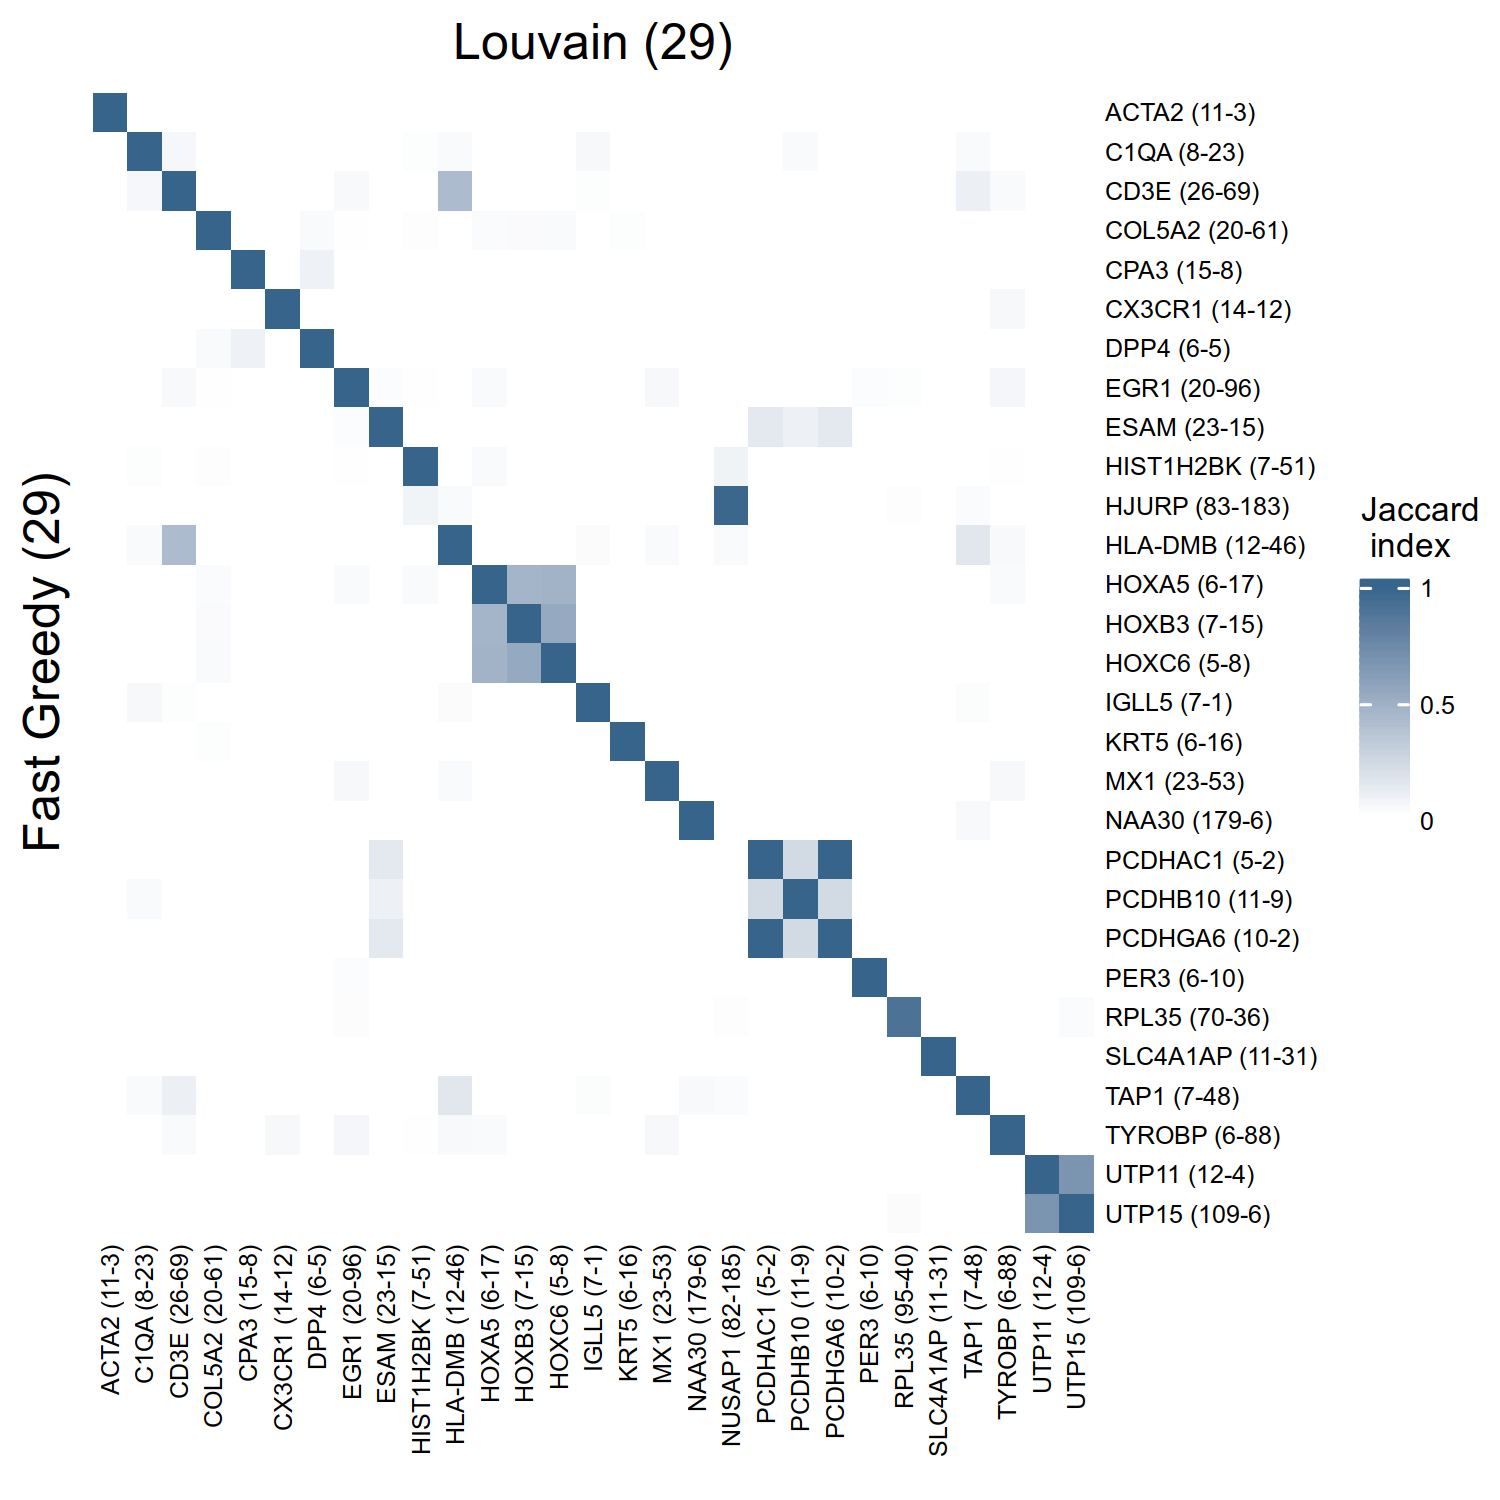 Louvain (29)
Fast Greedy (29)
ACTA2 (11-3)
C1QA (8-23)
CD3E (26-69)
COL5A2 (20-61)
CPA3 (15-8)
CX3CR1 (14-12)
DPP4 (6-5)
EGR1 (20-96)
ESAM (23-15)
HIST1H2BK (7-51)
HJURP (83-183)
HLA-DMB (12-46)
HOXA5 (6-17)
HOXB3 (7-15)
HOXC6 (5-8)
IGLL5 (7-1)
KRT5 (6-16)
MX1 (23-53)
NAA30 (179-6)
PCDHAC1 (5-2)
PCDHB10 (11-9)
PCDHGA6 (10-2)
PER3 (6-10)
RPL35 (70-36)
SLC4A1AP (11-31)
TAP1 (7-48)
TYROBP (6-88)
UTP11 (12-4)
UTP15 (109-6)
Jaccard
index
1
0.5
0
ACTA2 (11-3)
C1QA (8-23)
CD3E (26-69)
COL5A2 (20-61)
CPA3 (15-8)
CX3CR1 (14-12)
DPP4 (6-5)
EGR1 (20-96)
ESAM (23-15)
HIST1H2BK (7-51)
HLA-DMB (12-46)
HOXA5 (6-17)
HOXB3 (7-15)
HOXC6 (5-8)
IGLL5 (7-1)
KRT5 (6-16)
MX1 (23-53)
NAA30 (179-6)
NUSAP1 (82-185)
PCDHAC1 (5-2)
PCDHB10 (11-9)
PCDHGA6 (10-2)
PER3 (6-10)
RPL35 (95-40)
SLC4A1AP (11-31)
TAP1 (7-48)
TYROBP (6-88)
UTP11 (12-4)
UTP15 (109-6)